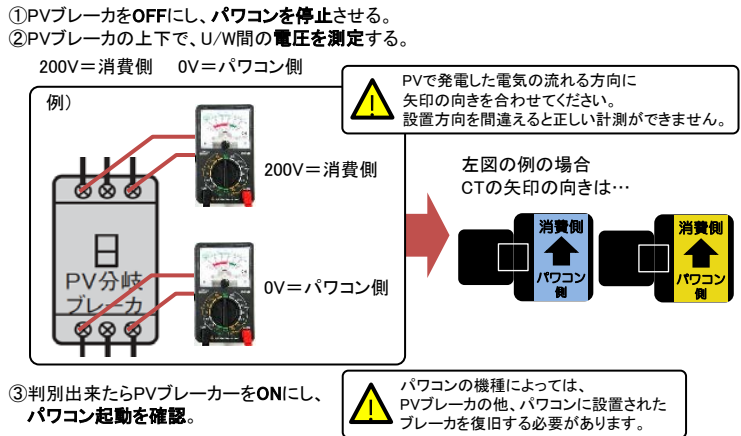 ①PVブレーカをOFFにし、パワコンを停止させる。
②PVブレーカの上下で、U/W間の電圧を測定する。
200V=消費側 0V=パワコン側
PVで発電した電気の流れる方向に
矢印の向きを合わせてください。
設置方向を間違えると正しい計測ができません。
例)
200V=消費側
PV分岐
ブレーカ
0V=パワコン側
左図の例の場合
CTの矢印の向きは…
消費側
パワコン
側
消費側
パワコン
側
③判別出来たらPVブレーカーをONにし、
パワコン起動を確認。
パワコンの機種によっては、
PVブレーカの他、パワコンに設置された
ブレーカを復旧する必要があります。